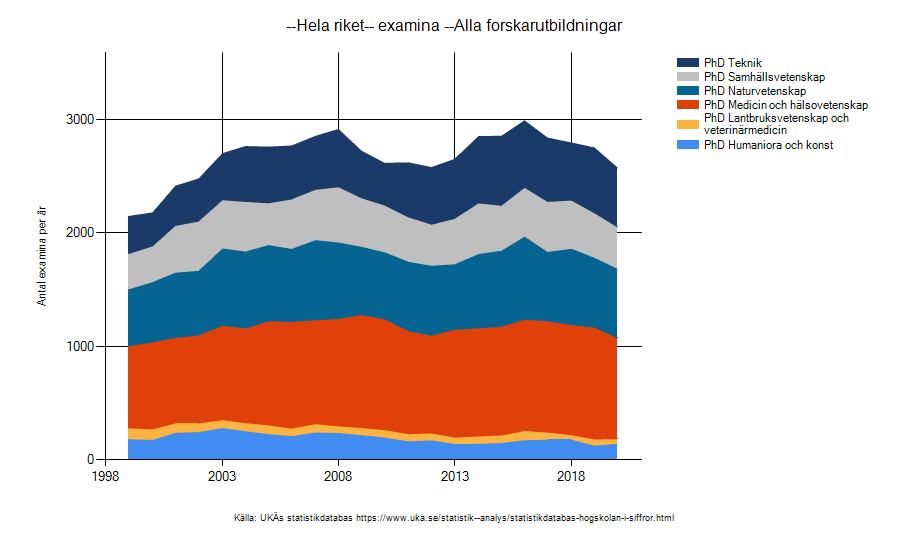 --Hela riket-- examina --Alla forskarutbildningar
PhD Teknik
PhD Samhällsvetenskap
PhD Naturvetenskap
PhD Medicin och hälsovetenskap
PhD Lantbruksvetenskap och
veterinärmedicin
PhD Humaniora och konst
Antal examina per år
3000
2000
1000
0
1998
2003
2008
2013
2018
Källa: UKÄs statistikdatabas https://www.uka.se/statistik--analys/statistikdatabas-hogskolan-i-siffror.html